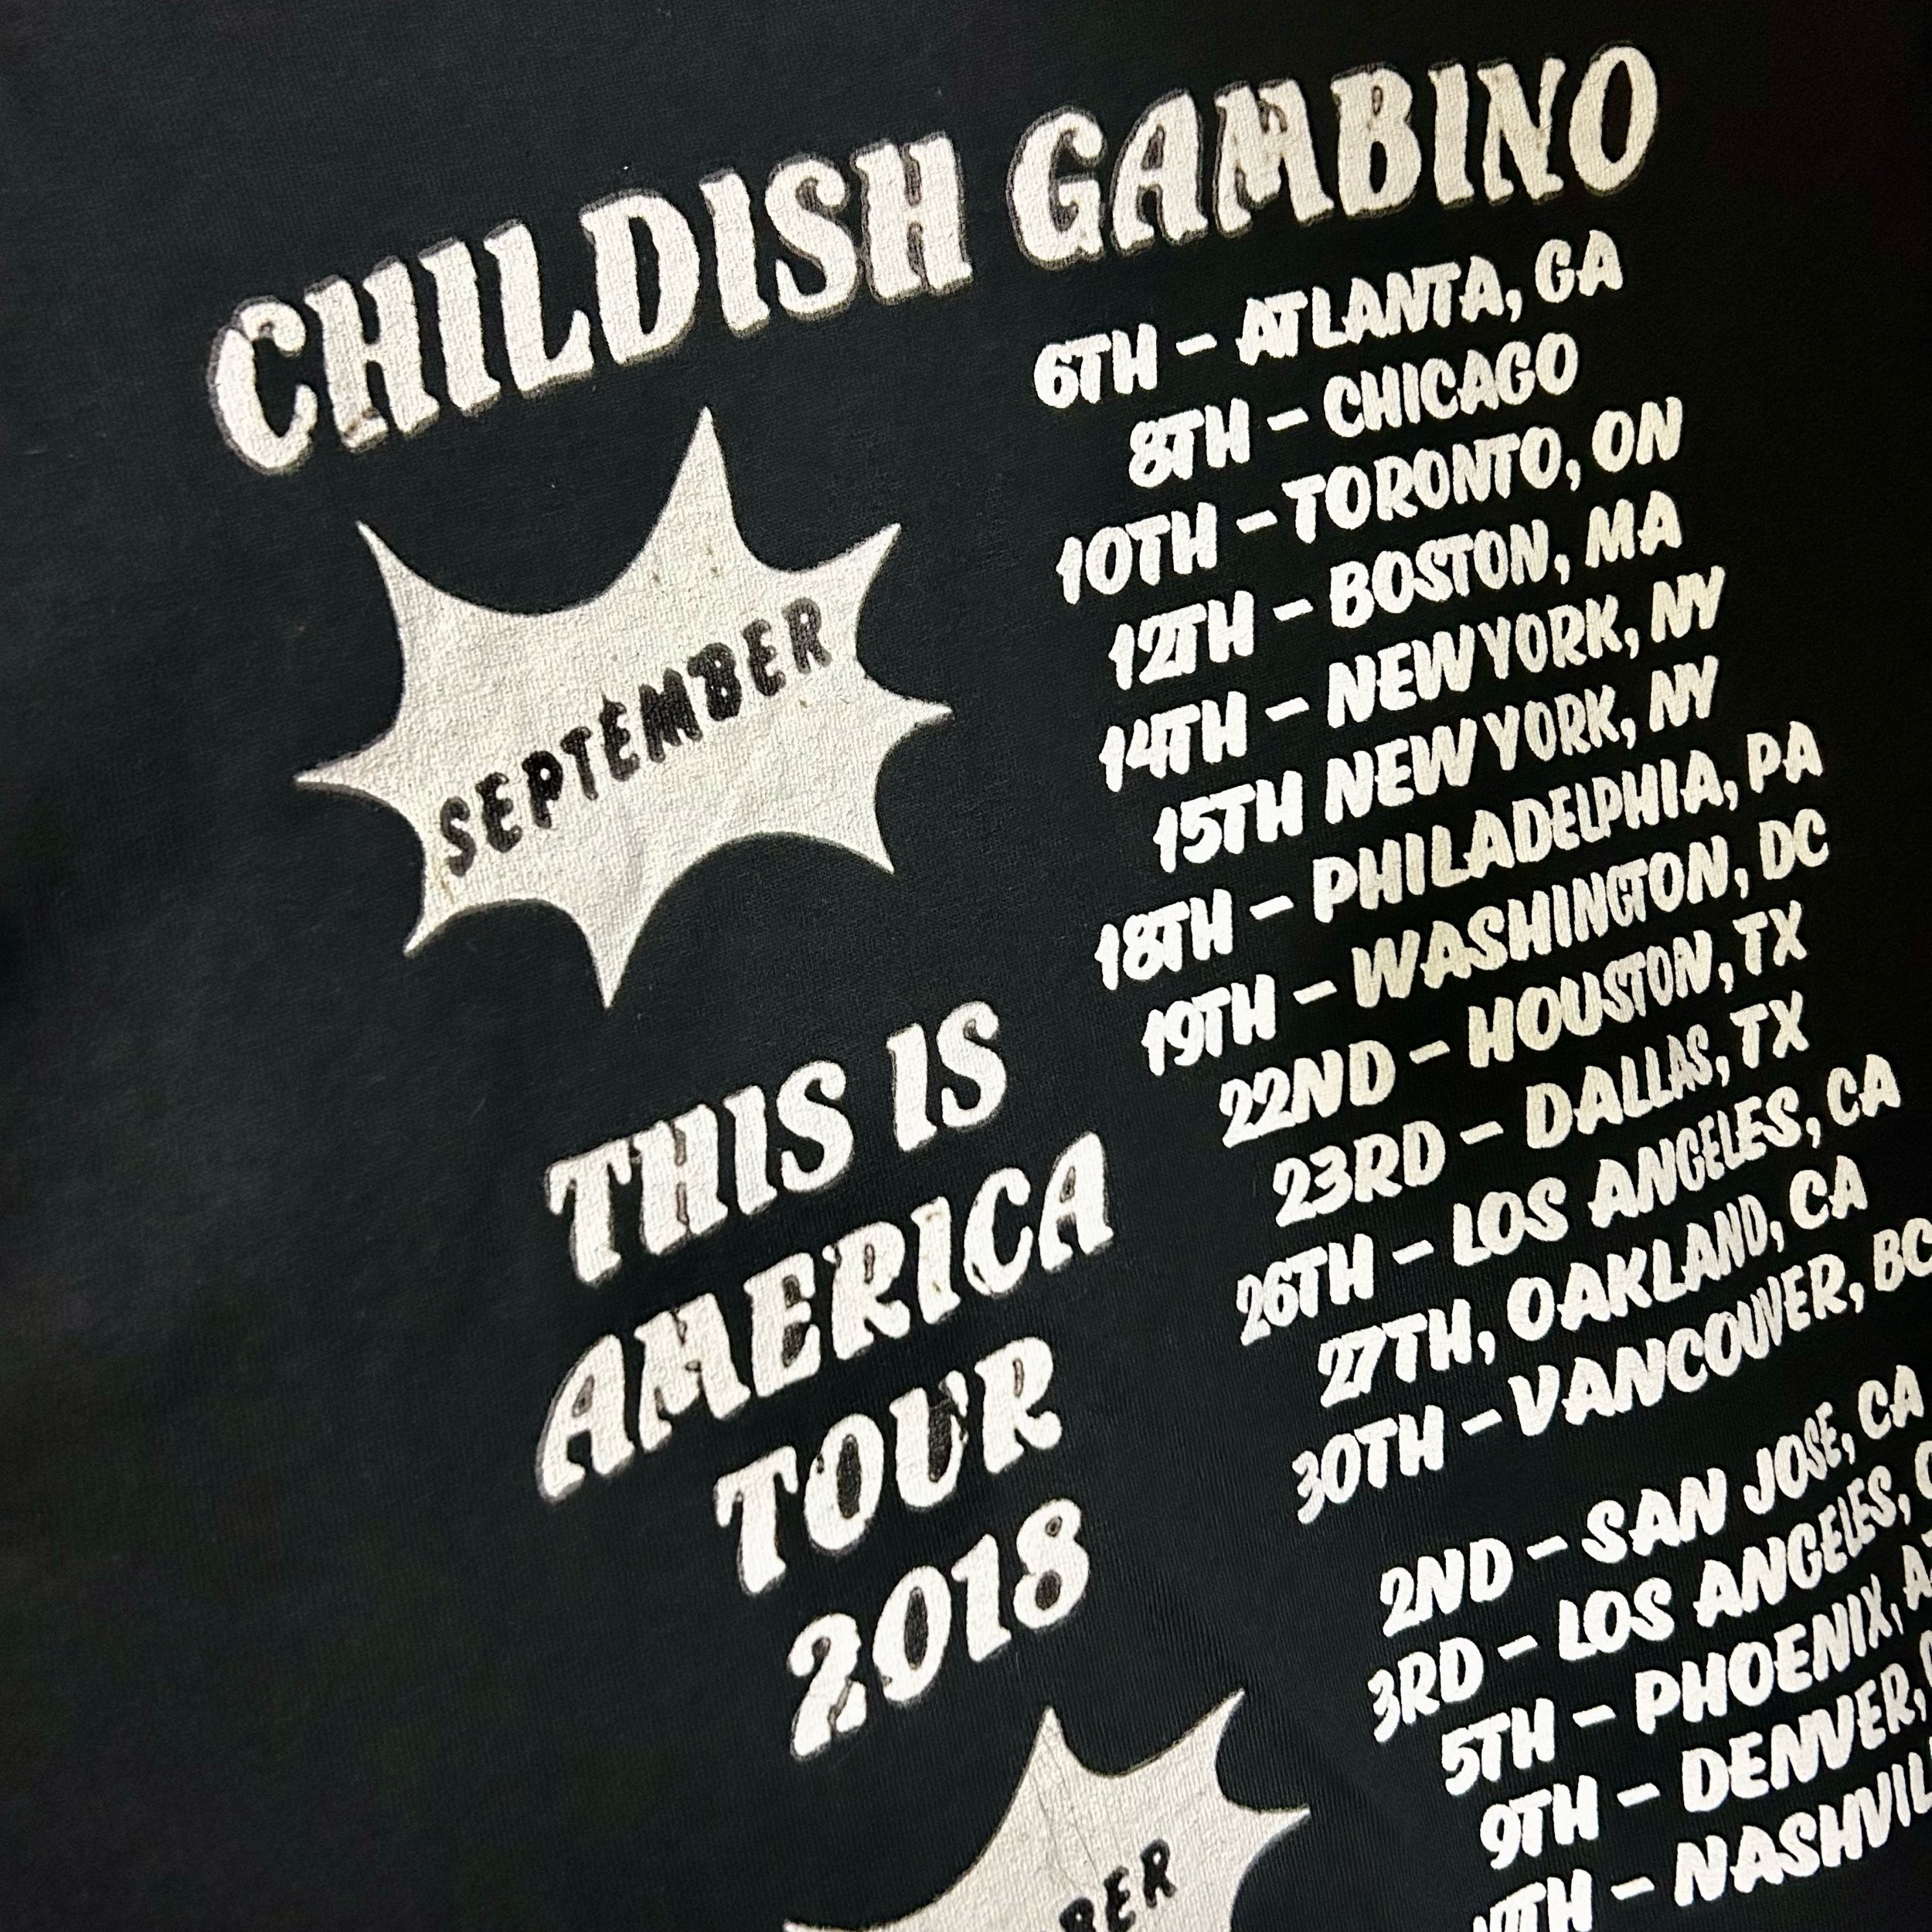 CHILDISH GAMBINO
SEPTEMBER
6TH - ATLANTA, GA
8TH - CHICAGO
10TH - TORONTO, ON
12TH - BOSTON, MA
14TH - NEW YORK, NY
15TH NEW YORK, NY
18TH - PHILADELPHIA, PA
19TH - WASHINGTON, DC
22ND - HOUSTON, TX
23RD - DALLAS, TX
26TH - LOS ANGELES, CA
27TH, OAKLAND, CA
30TH - VANCOUVER, BC
THIS IS
AMERICA
TOUR
2018
2ND - SAN JOSE, CA
3RD - LOS ANGELES,
5TH - PHOENIX,
9TH - DENVER,